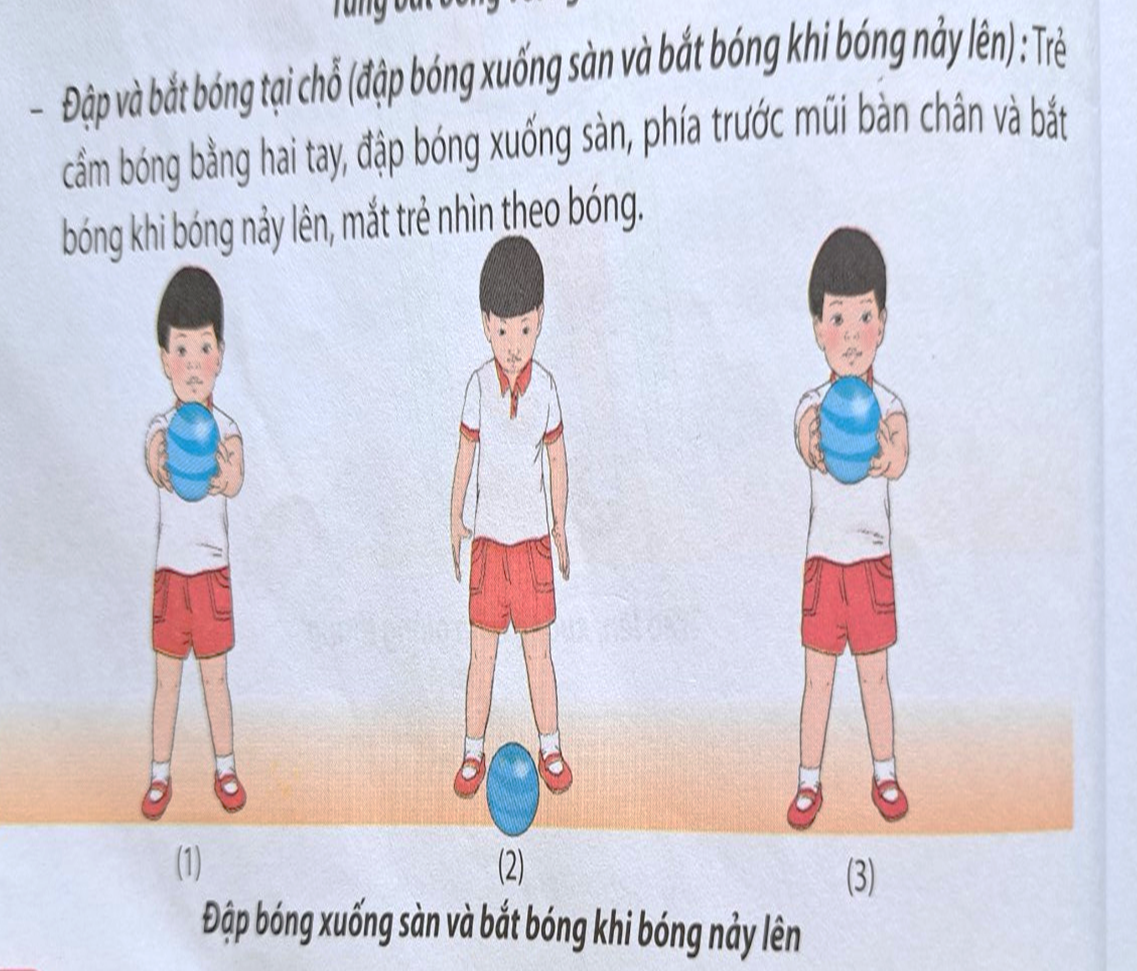 - Đập và bắt bóng tại chỗ (đập bóng xuống sàn và bắt bóng khi bóng nảy lên) : Trẻ
cầm bóng bằng hai tay, đập bóng xuống sàn, phía trước mũi bàn chân và bắt
bóng khi bóng nảy lên, mắt trẻ nhìn theo bóng.
(1) (2) (3)
Đập bóng xuống sàn và bắt bóng khi bóng nảy lên